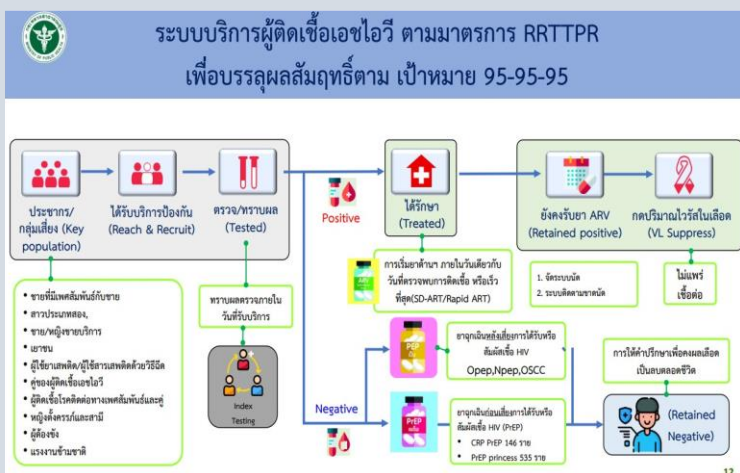 ระบบบริการผู้ติดเชื้อเอชไอวี ตามมาตรการ RRTTPR
เพื่อบรรลุผลสัมฤทธิ์ตาม เป้าหมาย 95-95-95
ประชากร/
กลุ่มเสี่ยง (Key
population)
ได้รับบริการป้องกัน
(Reach & Recruit)
ตรวจ/ทราบผล
(Tested)
Positive
ได้รักษา
(Treated)
ยังคงรับยา ARV
(Retained positive)
กดปริมาณไวรัสในเลือด
(VL Suppress)
• ชายที่มีเพศสัมพันธ์กับชาย
• สาวประเภทสอง,
• ชาย/หญิงขายบริการ
• เยาวชน
• ผู้ใช้ยาเสพติด/ผู้ใช้สารเสพติดด้วยวิธีฉีด
• คู่ของผู้ติดเชื้อเอชไอวี
• ผู้ติดเชื้อโรคติดต่อทางเพศสัมพันธ์และคู่
• หญิงตั้งครรภ์และสามี
• ผู้ต้องขัง
• แรงงานข้ามชาติ
ทราบผลตรวจภายใน
วันที่รับบริการ
Index
Testing
ART
การเริ่มยาต้านฯ ภายในวันเดียวกับ
วันที่ตรวจพบการติดเชื้อ หรือเร็ว
ที่สุด(SD-ART/Rapid ART)
1. จัดระบบนัด
2. ระบบติดตามขาดนัด
ไม่แพร่
เชื้อต่อ
Negative
PEP
ยาฉุกเฉินหลังเสี่ยงการได้รับหรือ
สัมผัสเชื้อ HIV
Opep,Npep,OSCC
PrEP
ยาฉุกเฉินก่อนเสี่ยงการได้รับหรือ
สัมผัสเชื้อ HIV (PrEP)
• CRP PrEP 146 ราย
• PrEP princess 535 ราย
การให้คำปรึกษาเพื่อคงผลเลือด
เป็นลบตลอดชีวิต
(Retained
Negative)
12